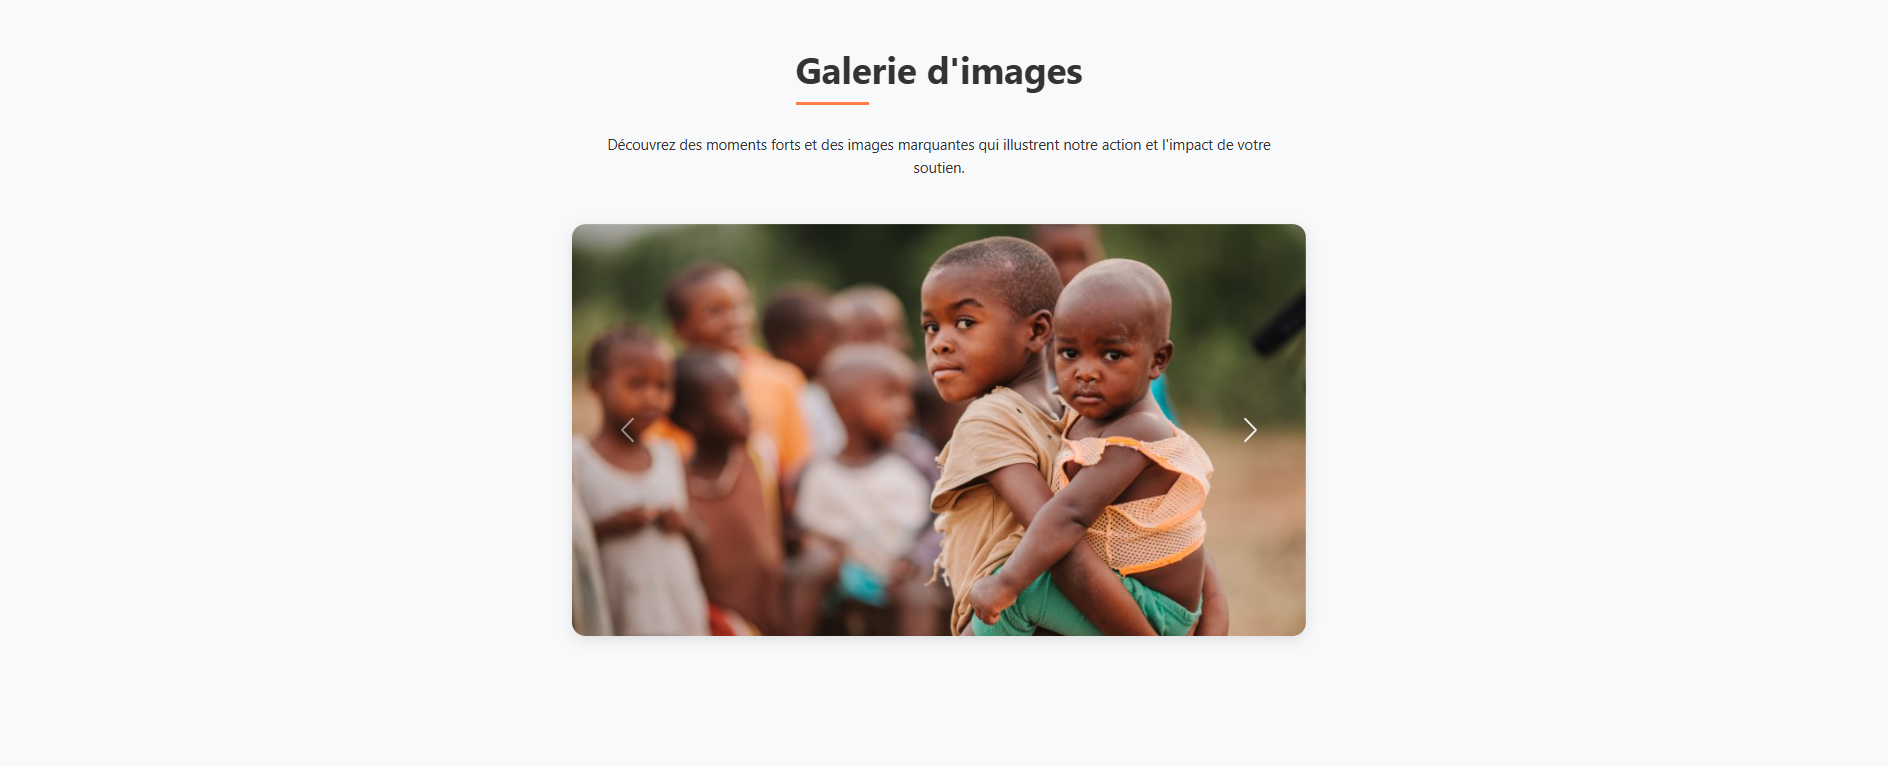 Galerie d'images
Découvrez des moments forts et des images marquantes qui illustrent notre action et l'impact de votre
soutien.